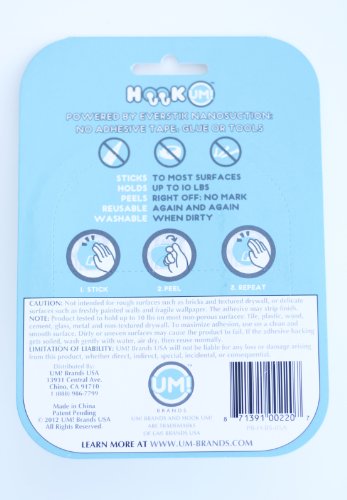 HOOK UM!
POWERED BY EVERSTIK NANOSUCTION:
NO ADHESIVE TAPE, GLUE OR TOOLS
STICKS TO MOST SURFACES
HOLDS UP TO 10 LBS
PEELS RIGHT OFF: NO MARK
REUSABLE AGAIN AND AGAIN
WASHABLE WHEN DIRTY
1. STICK 2. PEEL 3. REPEAT
CAUTION: Not intended for rough surfaces such as bricks and textured drywall, or delicate
surfaces such as freshly painted walls and fragile wallpaper. The adhesive may strip finish.
NOTE: Product tested to hold up to 10 lbs on most non-porous surfaces: Tile, plastic, wood,
cement, glass, metal and non-textured drywall. To maximize adhesion, use on a clean and
smooth surface. Dirty or uneven surfaces may cause the product to fail. If the adhesive backing
gets soiled, wash gently with water, air dry, then reuse normally.
LIMITATION OF LIABILITY: UM! Brands USA will not be liable for any loss or damage arising
from this product, whether direct, indirect, special, incidental, or consequential.
Distributed By:
UM! Brands USA
13931 Central Ave.
Chino, CA 91710
1 (888) 986-7799
Made in China
Patent Pending
© 2012 UM! Brands USA
UM!
BRANDS
UM! BRANDS AND HOOK UM!
ARE TRADEMARKS
OF UM! BRANDS USA
8 71391 00220 7
LEARN MORE AT WWW.UM-BRANDS.COM